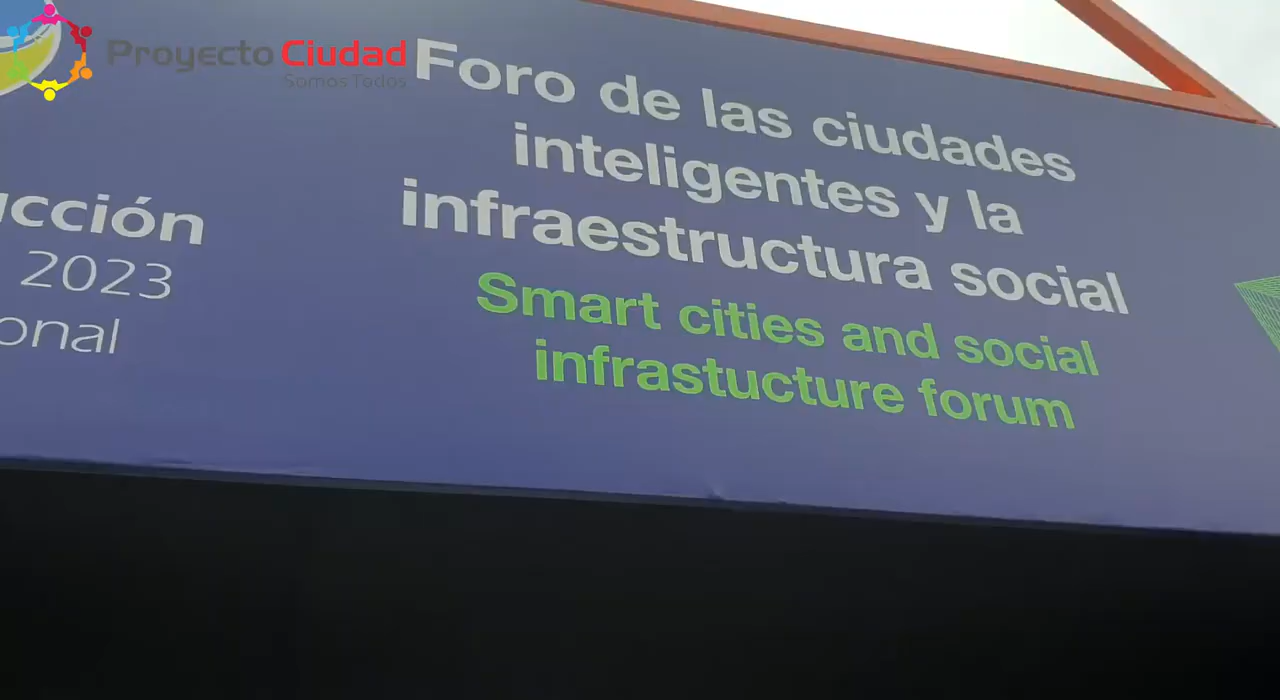 Proyecto Ciudad
Somos Todos
ucción
2023
onal
Foro de las ciudades
inteligentes y la
infraestructura social
Smart cities and social
infrastucture forum